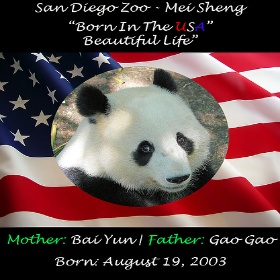 San Diego Zoo - Mei Sheng
"Born In The USA"
Beautiful Life"
Mother: Bai Yun | Father: Gao Gao
Born: August 19, 2003